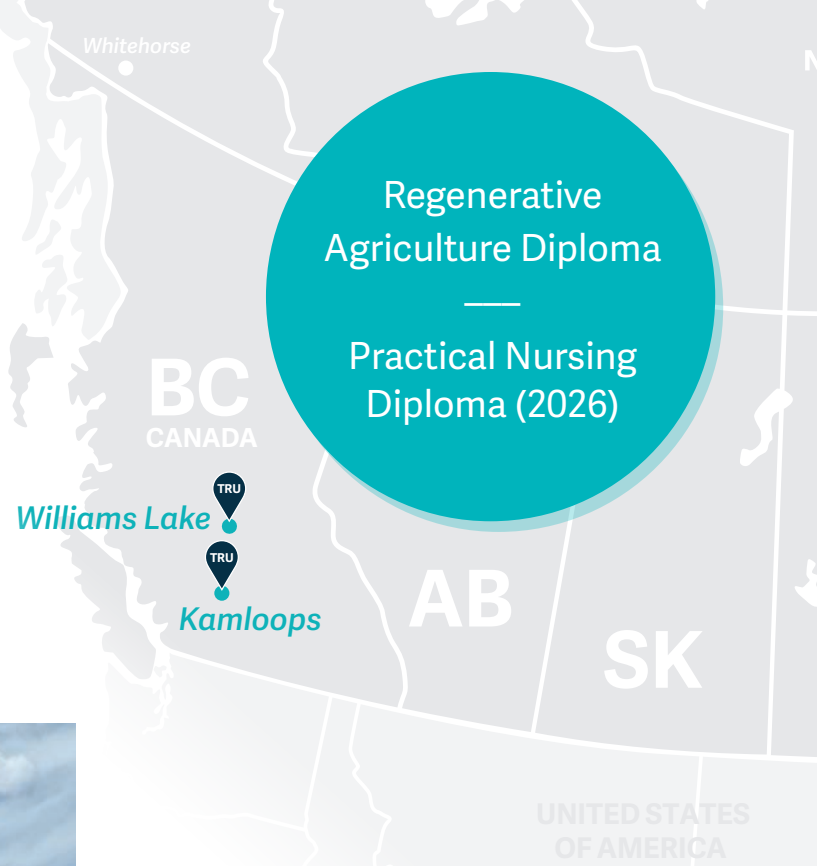 Whitehorse
N
Regenerative
Agriculture Diploma
Practical Nursing
Diploma (2026)
BC
CANADA
TRU
Williams Lake
TRU
Kamloops
AB
SK
UNITED STATES
OF AMERICA